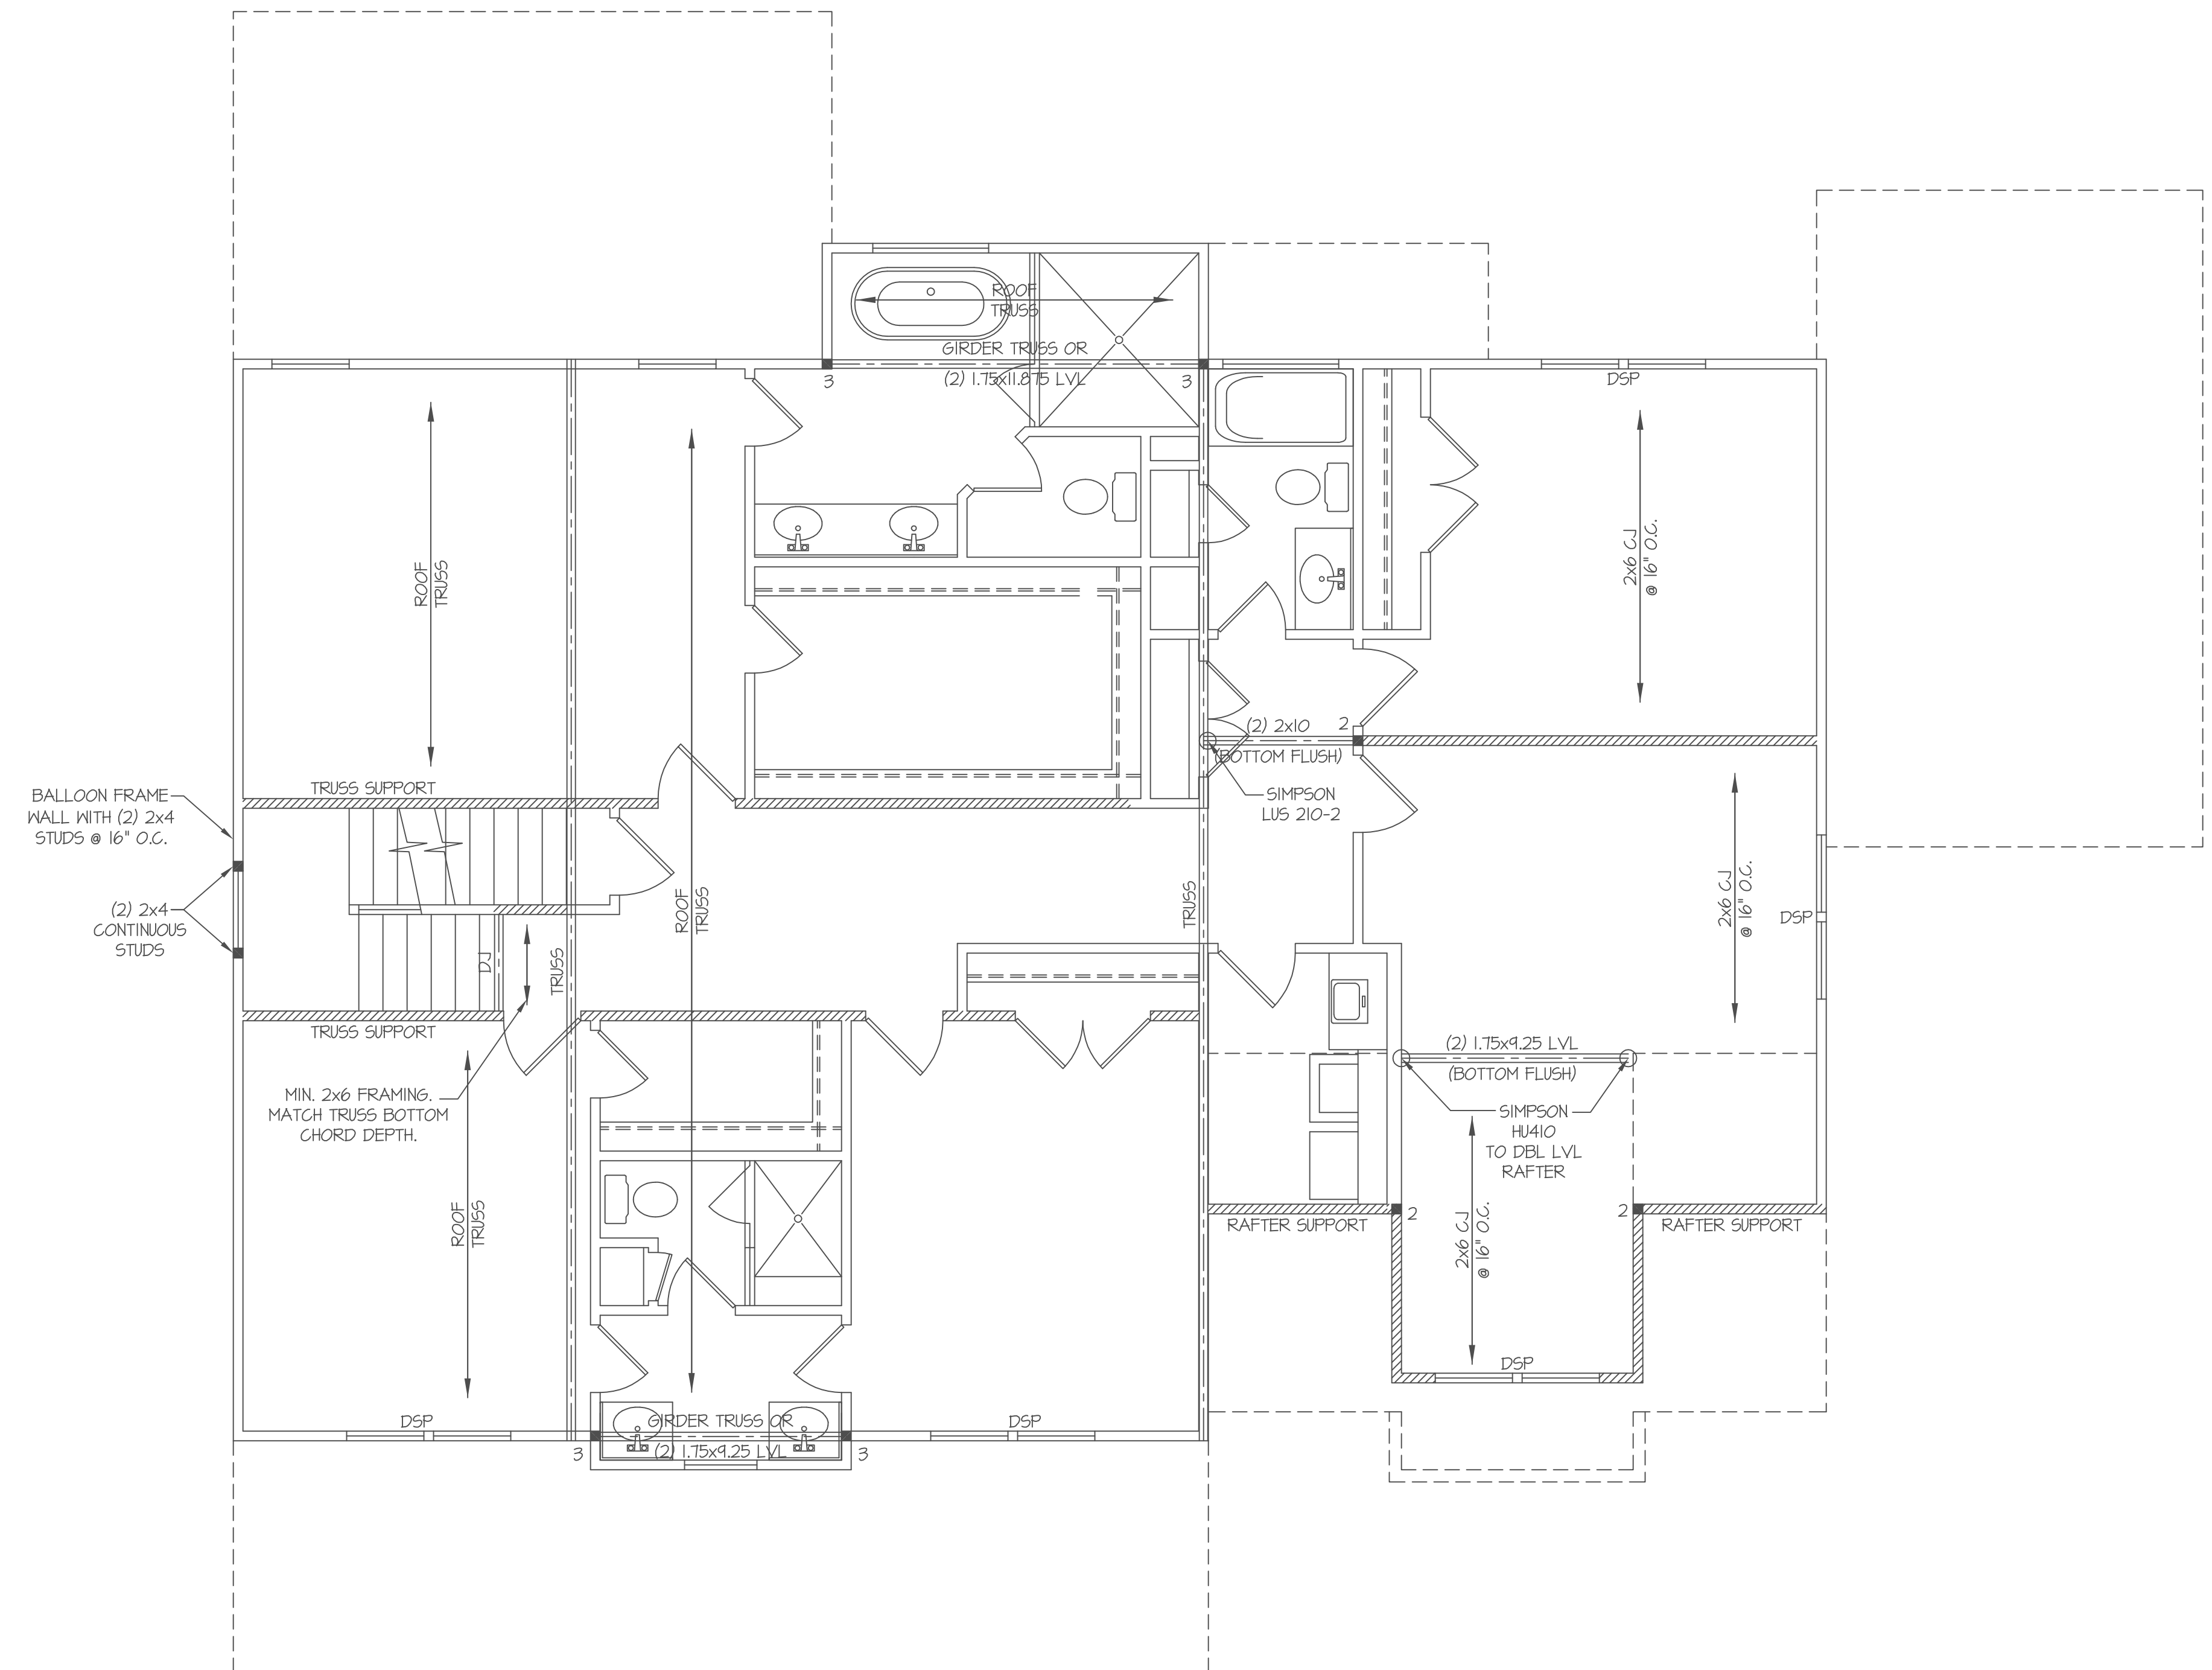 ROOF
TRUSS
GIRDER TRUSS OR
(2) 1.75x11.875 LVL
3
3
DSP
2x6 CJ
@ 16" O.C.
ROOF
TRUSS
(2) 2x10
2
(BOTTOM FLUSH)
SIMPSON
LUS 210-2
TRUSS SUPPORT
BALLOON FRAME
WALL WITH (2) 2x4
STUDS @ 16" O.C.
(2) 2x4
CONTINUOUS
STUDS
ROOF
TRUSS
TRUSS
2x6 CJ
@ 16" O.C.
DSP
DJ
TRUSS
TRUSS SUPPORT
MIN. 2x6 FRAMING.
MATCH TRUSS BOTTOM
CHORD DEPTH.
(2) 1.75x9.25 LVL
(BOTTOM FLUSH)
SIMPSON
HU410
TO DBL LVL
RAFTER
ROOF
TRUSS
RAFTER SUPPORT
2
2
RAFTER SUPPORT
2x6 CJ
@ 16" O.C.
DSP
DSP
GIRDER TRUSS OR
(2) 1.75x9.25 LVL
3
3
DSP